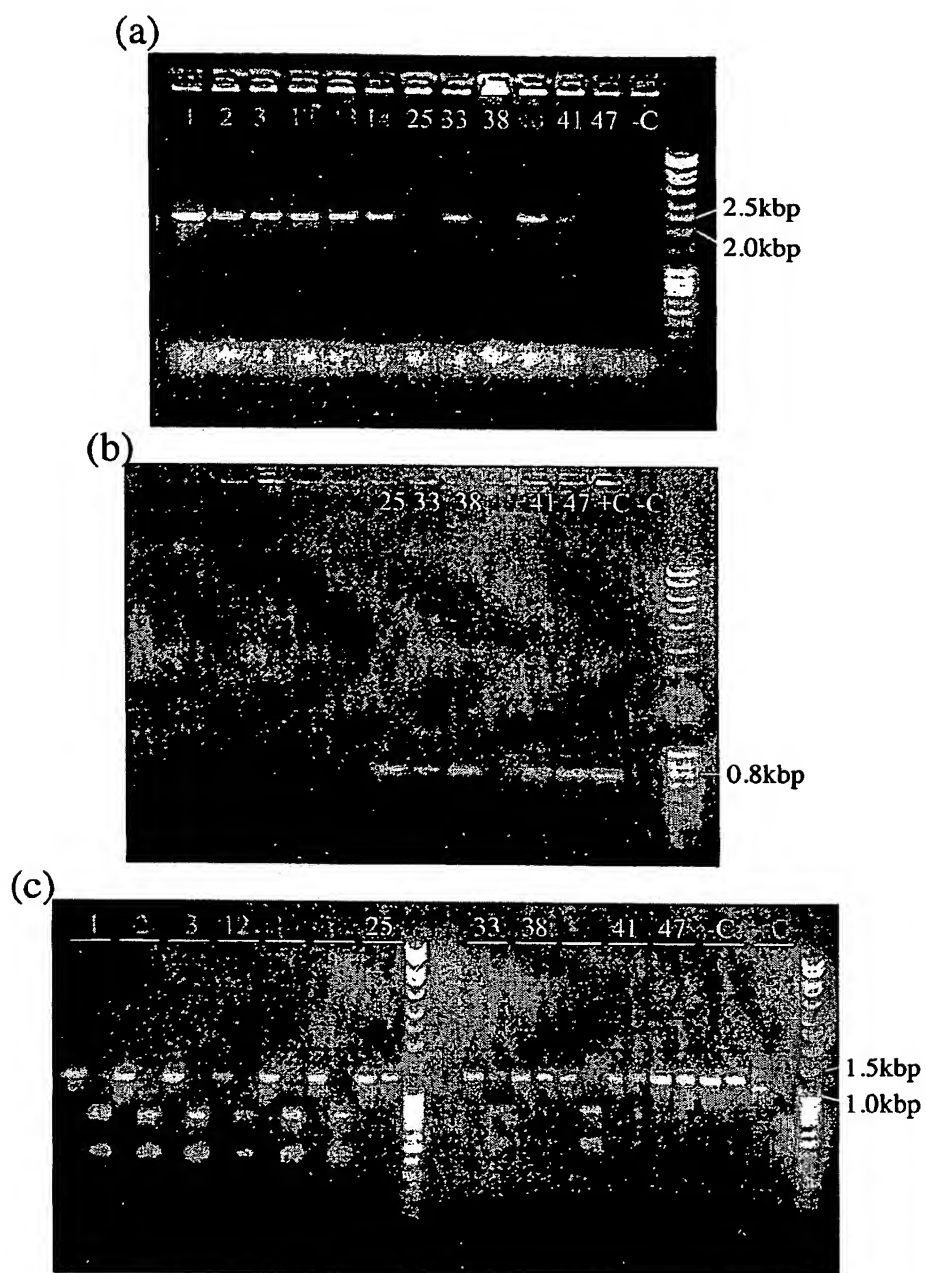 (a)
1 2 3 25 33 38 41 47 -C
2.5kbp
2.0kbp
(b)
25 33 38 41 47 +C -C
0.8kbp
(c)
1 2 3 12 25 33 38 41 47 -C -C
1.5kbp
1.0kbp